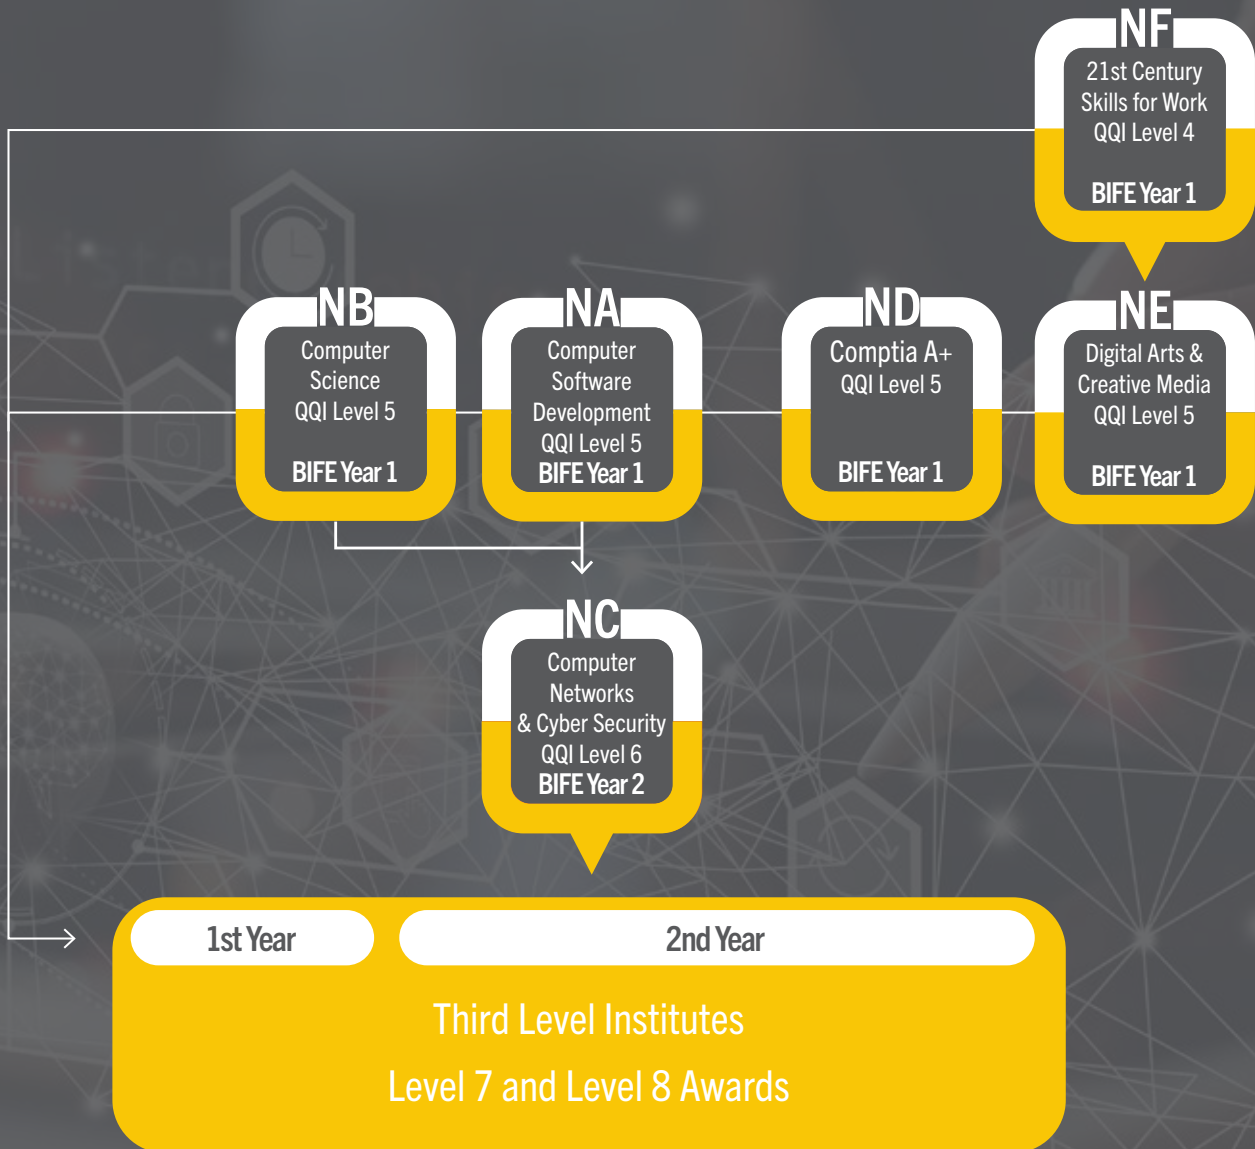 NF
21st Century
Skills for Work
QQI Level 4
BIFE Year 1
NB
Computer
Science
QQI Level 5
BIFE Year 1
NA
Computer
Software
Development
QQI Level 5
BIFE Year 1
ND
Comptia A+
QQI Level 5
BIFE Year 1
NE
Digital Arts &
Creative Media
QQI Level 5
BIFE Year 1
NC
Computer
Networks
& Cyber Security
QQI Level 6
BIFE Year 2
1st Year
2nd Year
Third Level Institutes
Level 7 and Level 8 Awards